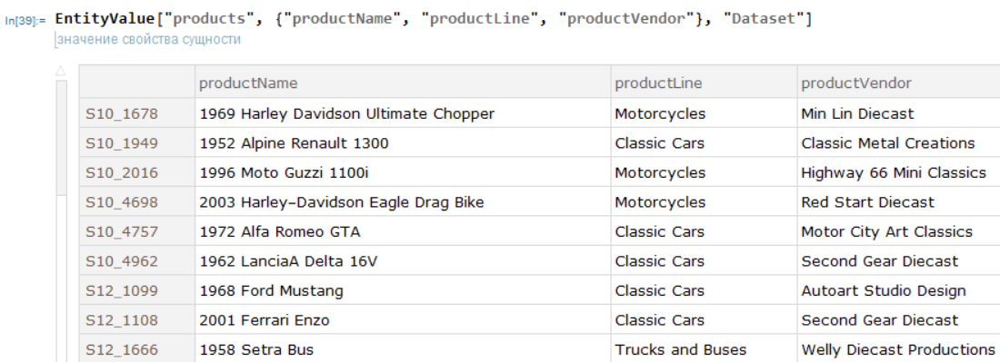 In[39]:= EntityValue["products", {"productName", "productLine", "productVendor"}, "Dataset"]
значение свойства сущности
productName productLine productVendor
S10_1678 1969 Harley Davidson Ultimate Chopper Motorcycles Min Lin Diecast
S10_1949 1952 Alpine Renault 1300 Classic Cars Classic Metal Creations
S10_2016 1996 Moto Guzzi 1100i Motorcycles Highway 66 Mini Classics
S10_4698 2003 Harley–Davidson Eagle Drag Bike Motorcycles Red Start Diecast
S10_4757 1972 Alfa Romeo GTA Classic Cars Motor City Art Classics
S10_4962 1962 LanciaA Delta 16V Classic Cars Second Gear Diecast
S12_1099 1968 Ford Mustang Classic Cars Autoart Studio Design
S12_1108 2001 Ferrari Enzo Classic Cars Second Gear Diecast
S12_1666 1958 Setra Bus Trucks and Buses Welly Diecast Productions